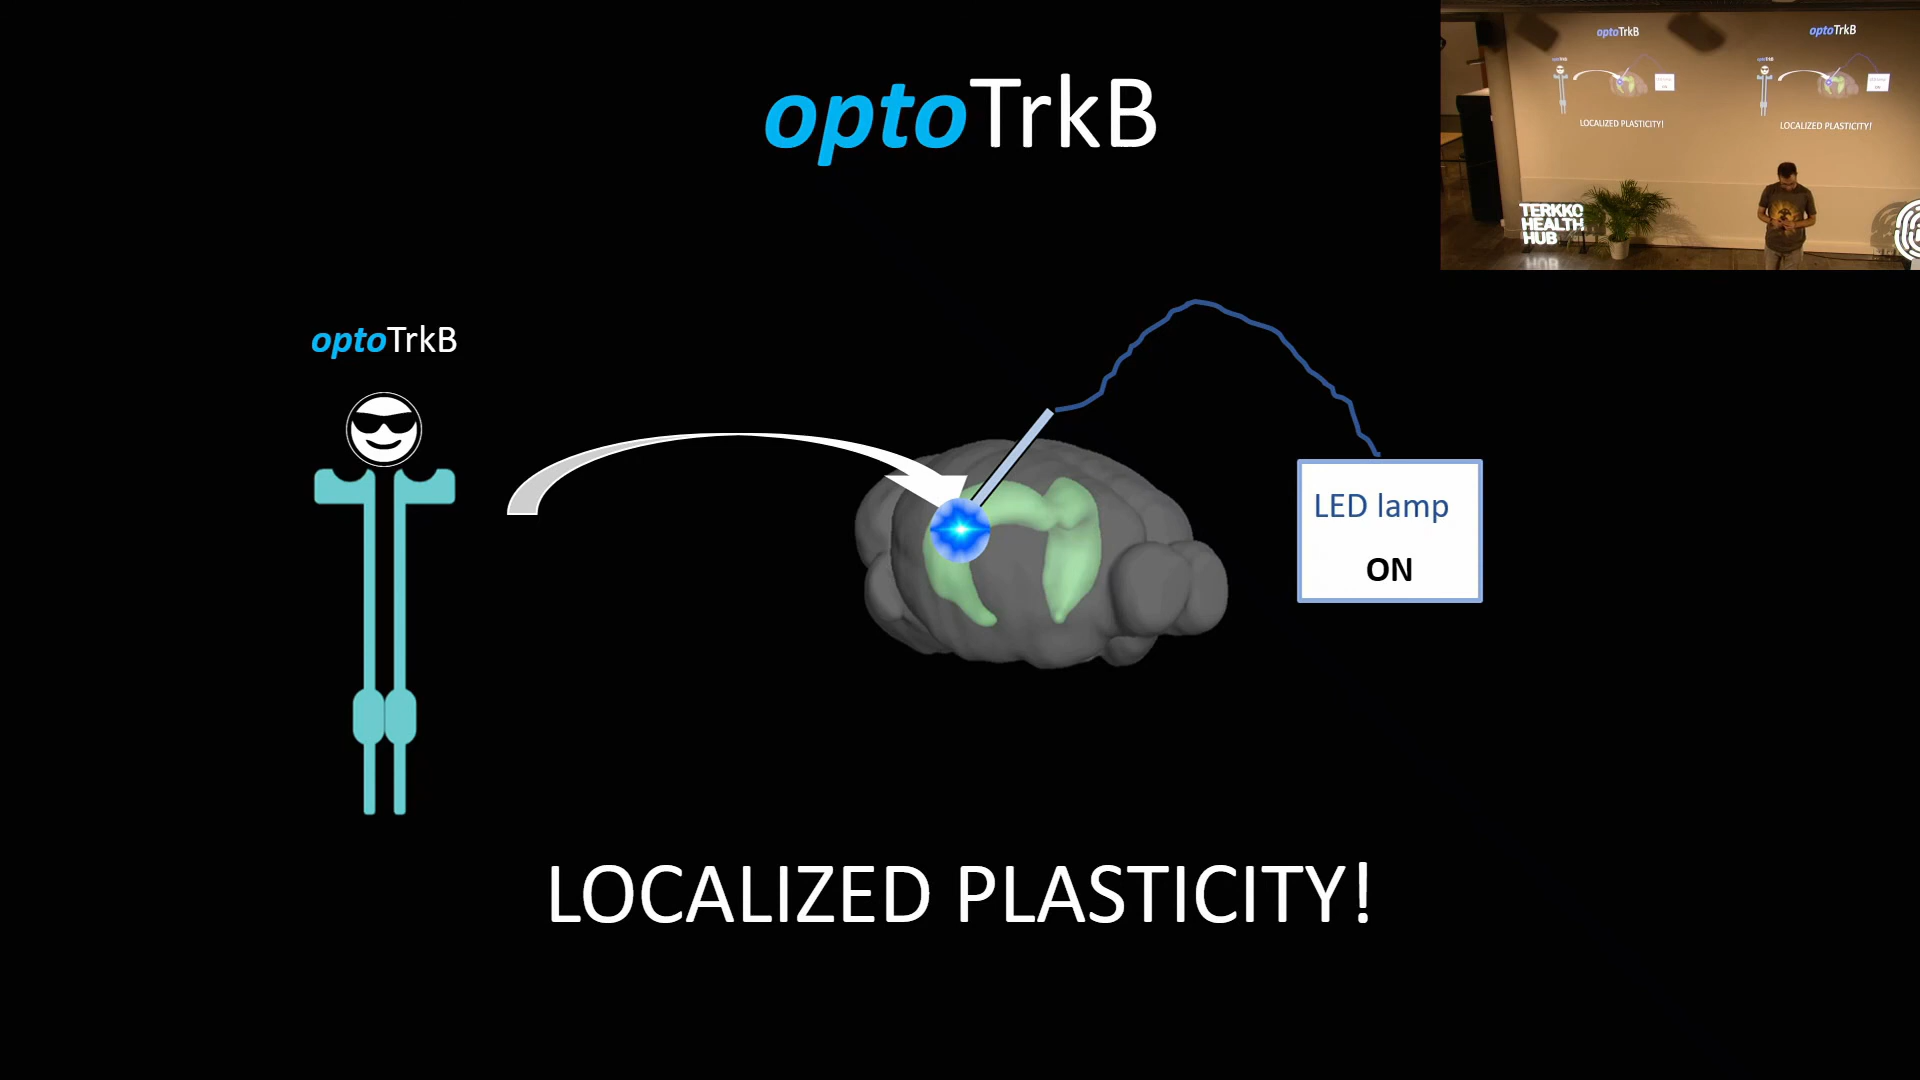 optoTrkB
optoTrkB
LED lamp
ON
LOCALIZED PLASTICITY!
optoTrkB
optoTrkB
LOCALIZED PLASTICITY!
LOCALIZED PLASTICITY!
TERKKO
HEALTH
HUB